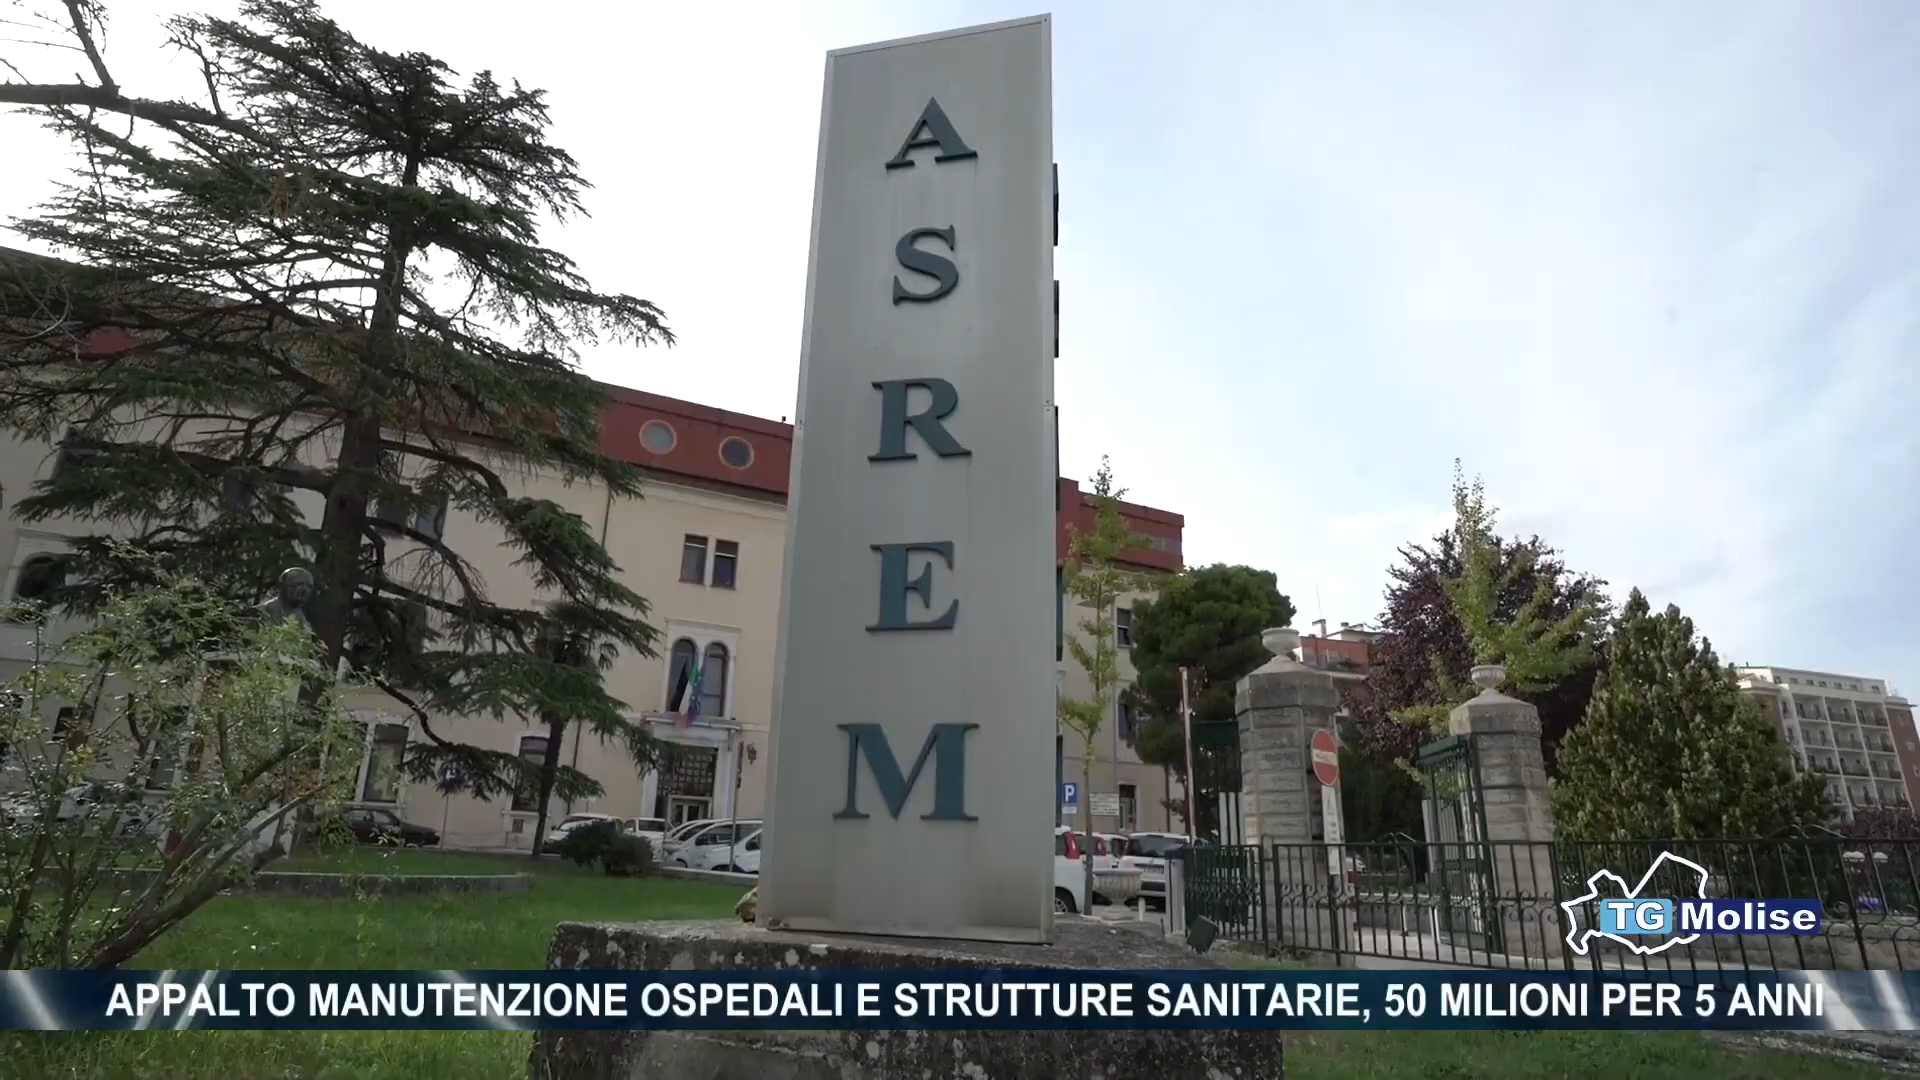 A
S
R
E
M
P
TG Molise
APPALTO MANUTENZIONE OSPEDALI E STRUTTURE SANITARIE, 50 MILIONI PER 5 ANNI